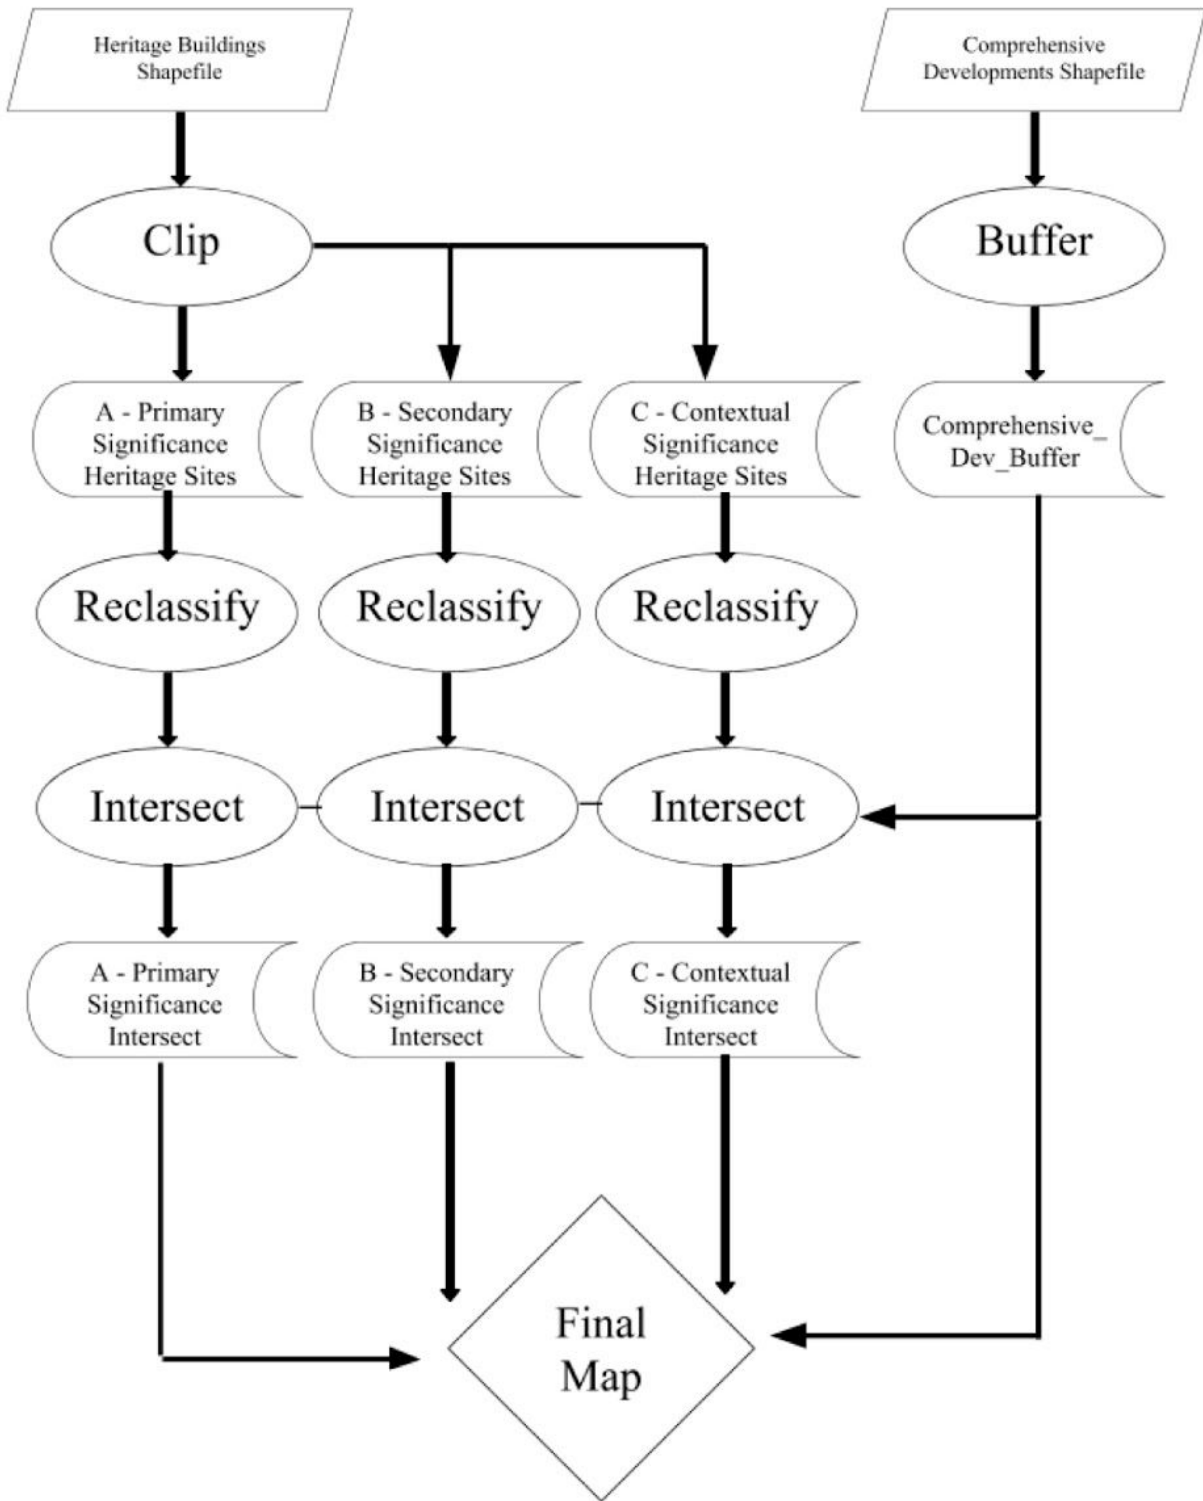 Heritage Buildings
Shapefile
Comprehensive
Developments Shapefile
Clip
Buffer
A - Primary
Significance
Heritage Sites
B - Secondary
Significance
Heritage Sites
C - Contextual
Significance
Heritage Sites
Comprehensive_
Dev_Buffer
Reclassify
Reclassify
Reclassify
Intersect
Intersect
Intersect
A - Primary
Significance
Intersect
B - Secondary
Significance
Intersect
C - Contextual
Significance
Intersect
Final
Map